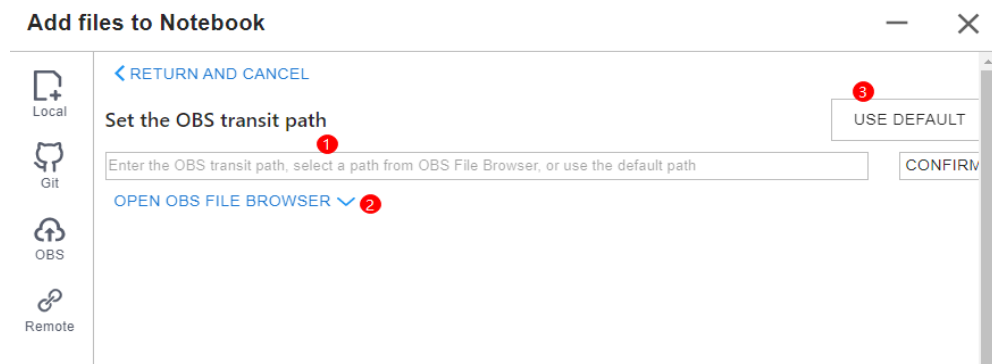 Add files to Notebook
RETURN AND CANCEL
Local
3
Set the OBS transit path
USE DEFAULT
1
Enter the OBS transit path, select a path from OBS File Browser, or use the default path
CONFIRM
Git
OPEN OBS FILE BROWSER 2
OBS
Remote